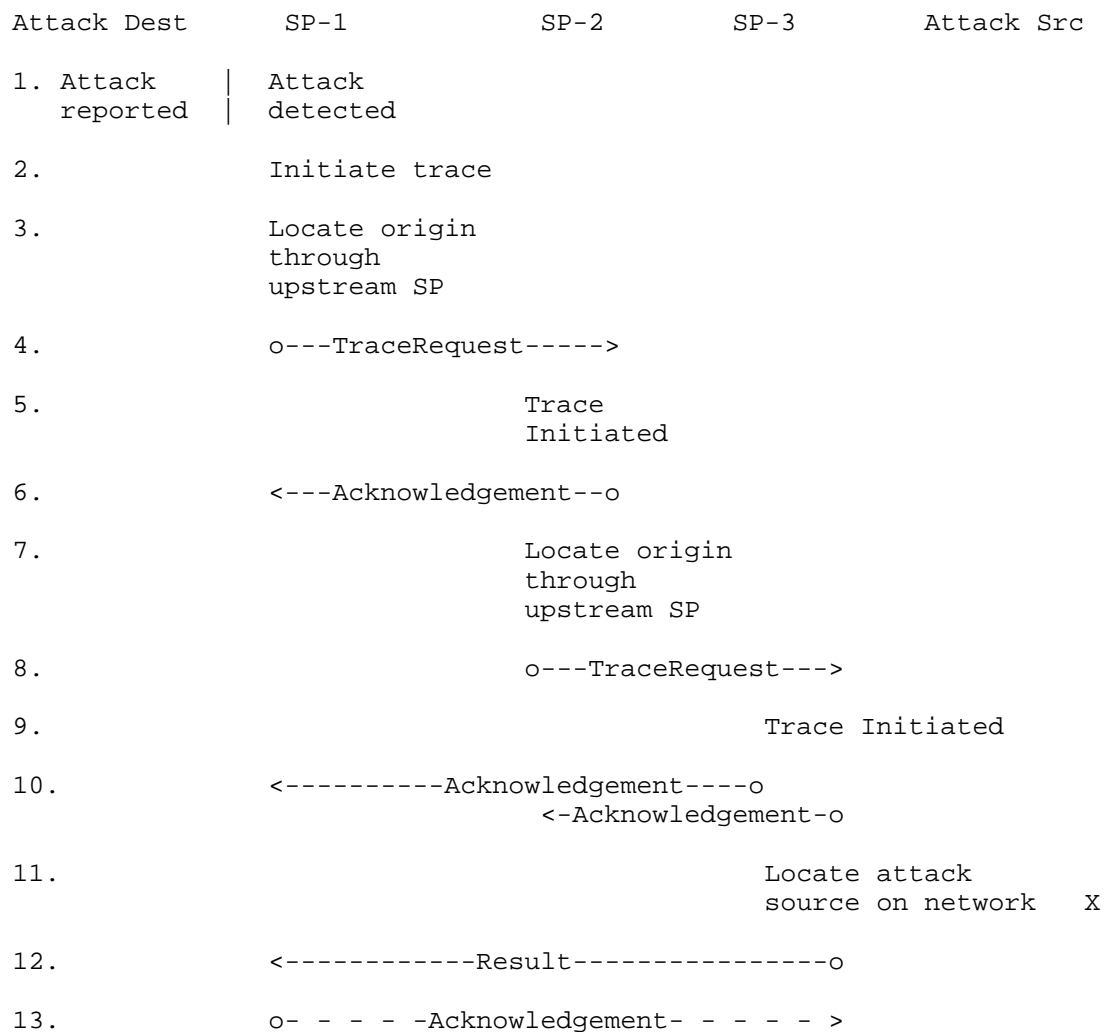 Attack Dest      SP-1             SP-2        SP-3        Attack Src
1. Attack    |  Attack
   reported  |  detected
2.              Initiate trace
3.              Locate origin
                through
                upstream SP
4.              o---TraceRequest----->
5.                               Trace
                                 Initiated
6.              <---Acknowledgement--o
7.                               Locate origin
                                 through
                                 upstream SP
8.                               o---TraceRequest--->
9.                                              Trace Initiated
10.             <----------Acknowledgement----o
                                 <-Acknowledgement-o
11.                                             Locate attack
                                                source on network   X
12.             <------------Result----------------o
13.             o- - - - -Acknowledgement- - - - - >